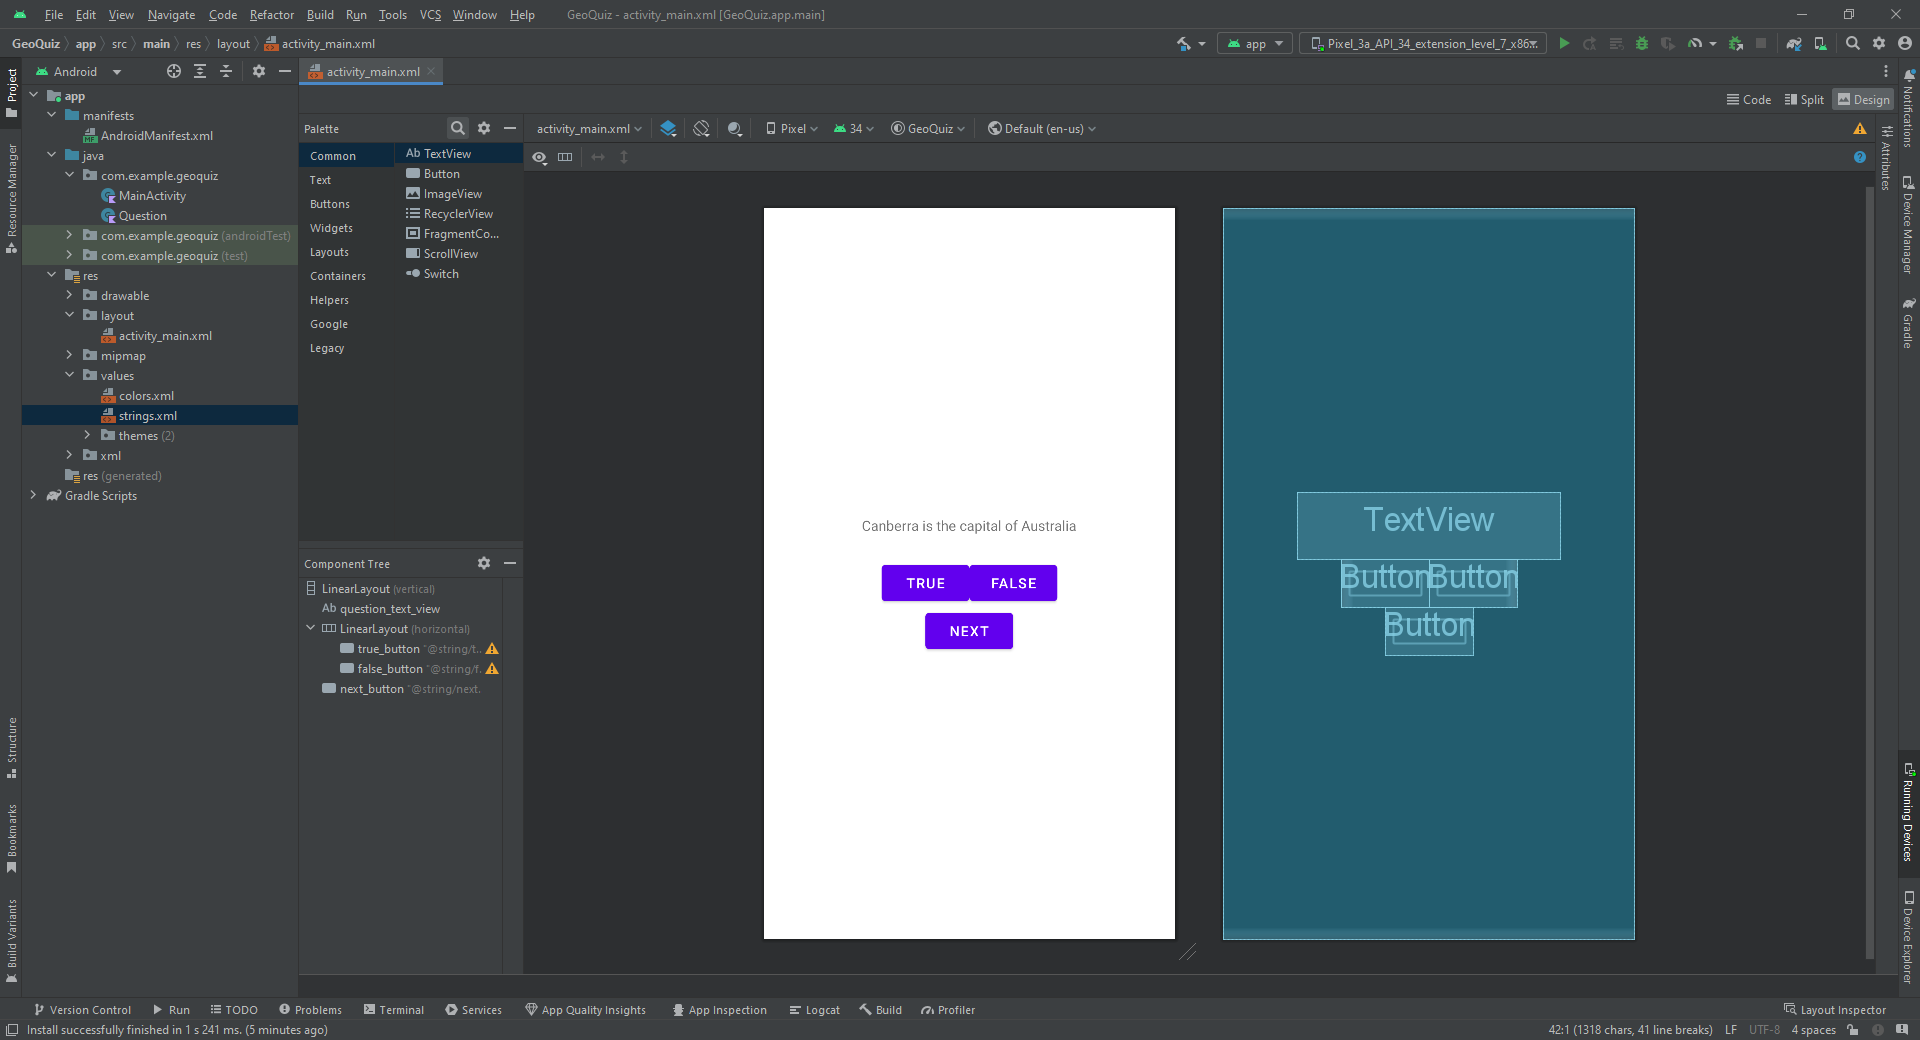 File Edit View Navigate Code Refactor Build Run Tools VCS Window Help GeoQuiz - activity_main.xml [GeoQuiz.app.main]
GeoQuiz app src main res layout activity_main.xml app Pixel_3a_API_34_extension_level_7_x86..
Android
activity_main.xml
Code Split Design
Project
Resource Manager
Structure
Bookmarks
Build Variants
app
manifests
AndroidManifest.xml
java
com.example.geoquiz
MainActivity
Question
com.example.geoquiz (androidTest)
com.example.geoquiz (test)
res
drawable
layout
activity_main.xml
mipmap
values
colors.xml
strings.xml
themes (2)
xml
res (generated)
Gradle Scripts
Palette
Common
Text
Buttons
Widgets
Layouts
Containers
Helpers
Google
Legacy
Ab TextView
Button
ImageView
RecyclerView
FragmentCo...
ScrollView
Switch
Component Tree
LinearLayout (vertical)
Ab question_text_view
LinearLayout (horizontal)
true_button "@string/t..
false_button "@string/f..
next_button "@string/next.
activity_main.xml Pixel 34 GeoQuiz Default (en-us)
Canberra is the capital of Australia
TRUE FALSE
NEXT
TextView
Button Button
Button
Attributes
Notifications
Device Manager
Gradle
Running Devices
Device Explorer
Version Control Run TODO Problems Terminal Services App Quality Insights App Inspection Logcat Build Profiler Layout Inspector
Install successfully finished in 1 s 241 ms. (5 minutes ago) 42:1 (1318 chars, 41 line breaks) LF UTF-8 4 spaces